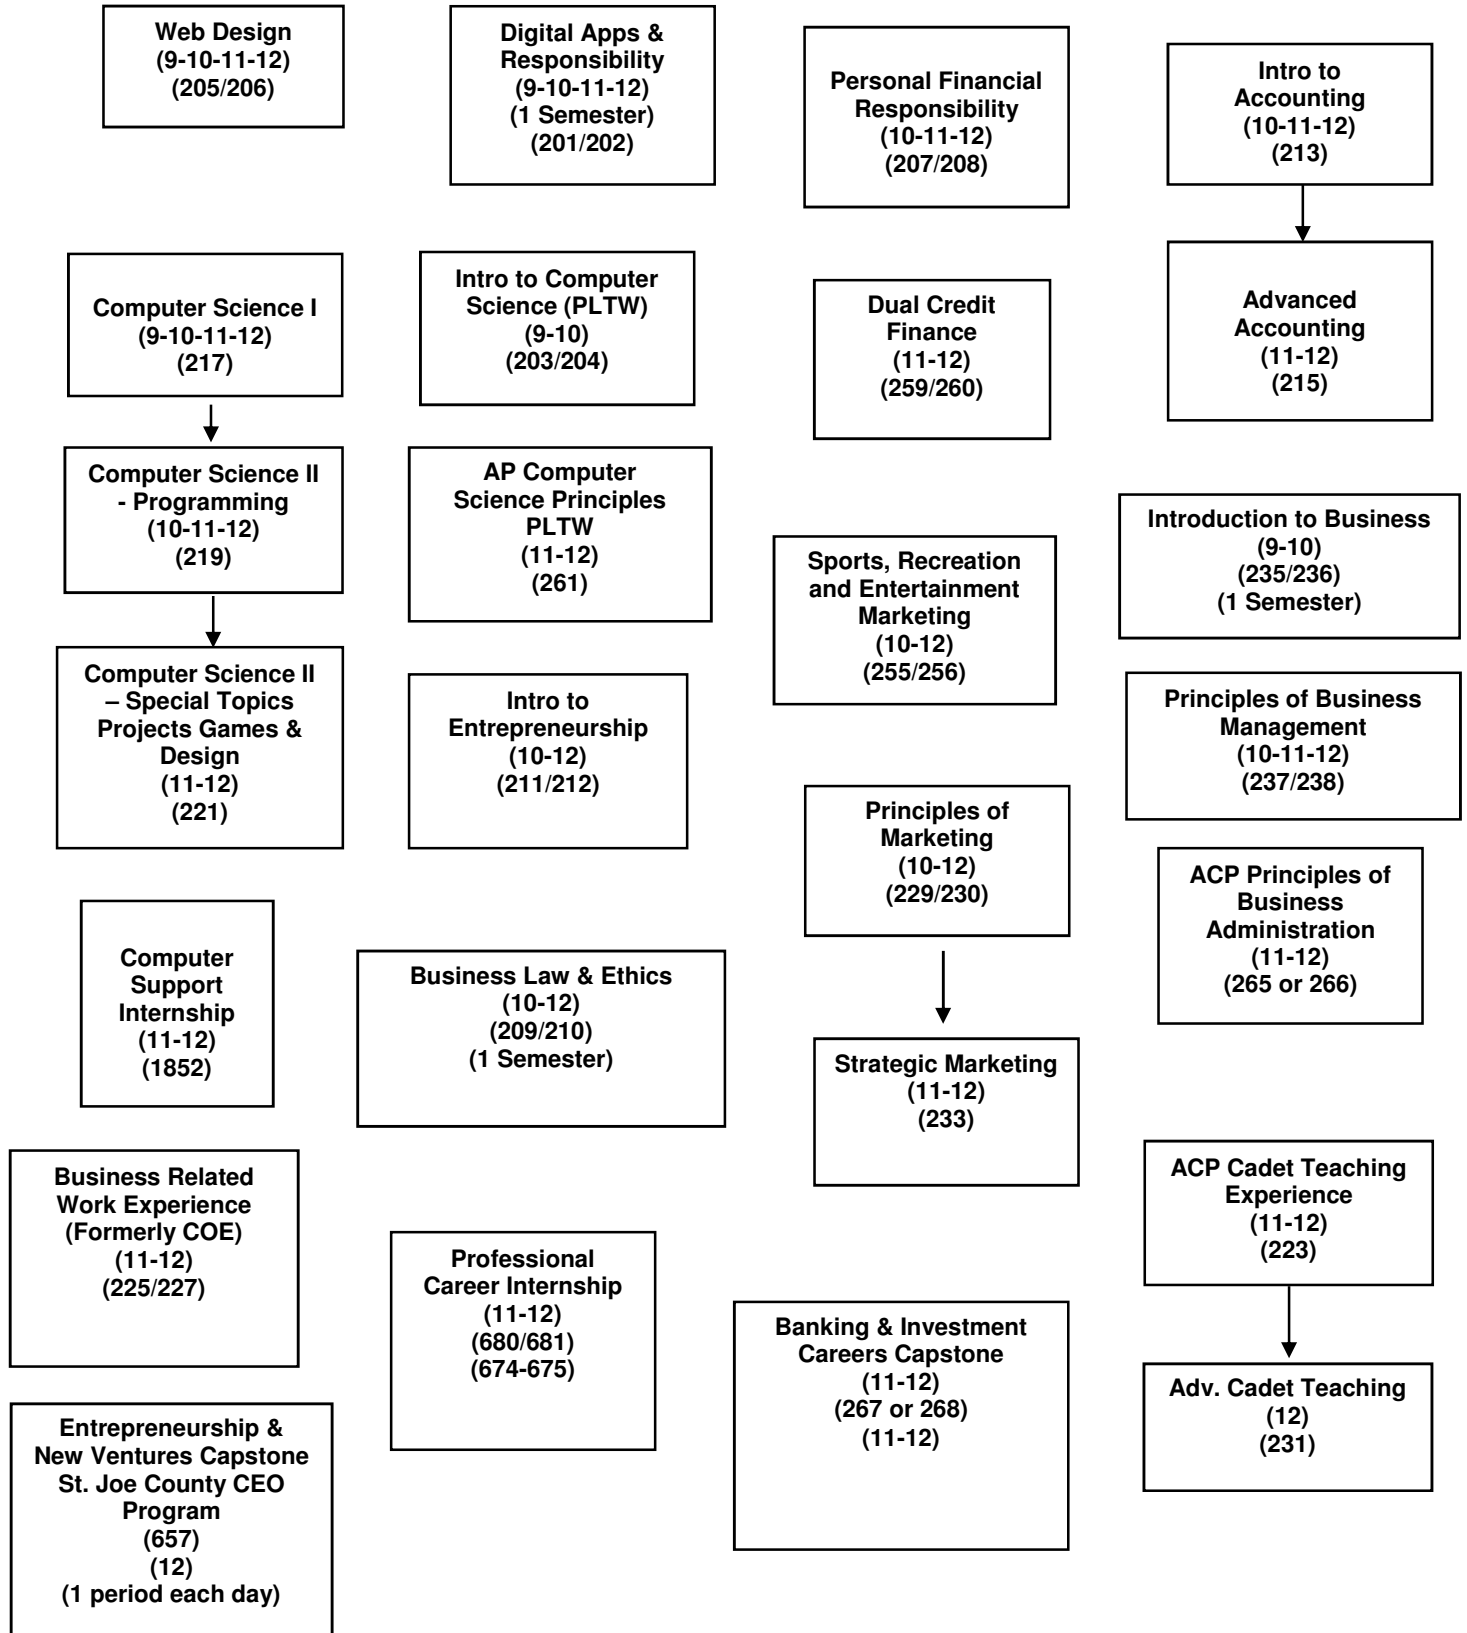 Web Design
(9-10-11-12)
(205/206)
Digital Apps &
Responsibility
(9-10-11-12)
(1 Semester)
(201/202)
Personal Financial
Responsibility
(10-11-12)
(207/208)
Intro to
Accounting
(10-11-12)
(213)
Computer Science I
(9-10-11-12)
(217)
Intro to Computer
Science (PLTW)
(9-10)
(203/204)
Dual Credit
Finance
(11-12)
(259/260)
Advanced
Accounting
(11-12)
(215)
Computer Science II
- Programming
(10-11-12)
(219)
AP Computer
Science Principles
PLTW
(11-12)
(261)
Sports, Recreation
and Entertainment
Marketing
(10-12)
(255/256)
Introduction to Business
(9-10)
(235/236)
(1 Semester)
Computer Science II
– Special Topics
Projects Games &
Design
(11-12)
(221)
Intro to
Entrepreneurship
(10-12)
(211/212)
Principles of
Marketing
(10-12)
(229/230)
Principles of Business
Management
(10-11-12)
(237/238)
ACP Principles of
Business
Administration
(11-12)
(265 or 266)
Computer
Support
Internship
(11-12)
(1852)
Business Law & Ethics
(10-12)
(209/210)
(1 Semester)
Strategic Marketing
(11-12)
(233)
ACP Cadet Teaching
Experience
(11-12)
(223)
Business Related
Work Experience
(Formerly COE)
(11-12)
(225/227)
Professional
Career Internship
(11-12)
(680/681)
(674-675)
Banking & Investment
Careers Capstone
(11-12)
(267 or 268)
(11-12)
Adv. Cadet Teaching
(12)
(231)
Entrepreneurship &
New Ventures Capstone
St. Joe County CEO
Program
(657)
(12)
(1 period each day)